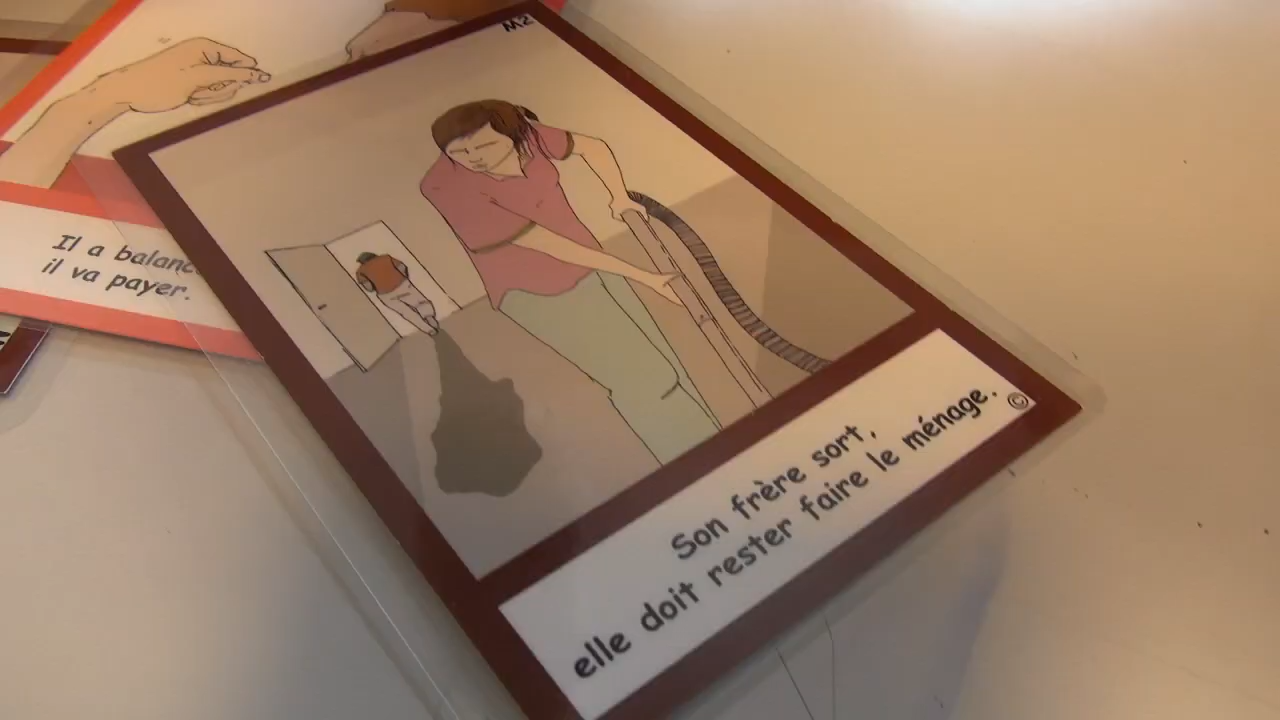 M2
Il a balanc
il va payer.
Son frère sort,
elle doit rester faire le ménage.
©